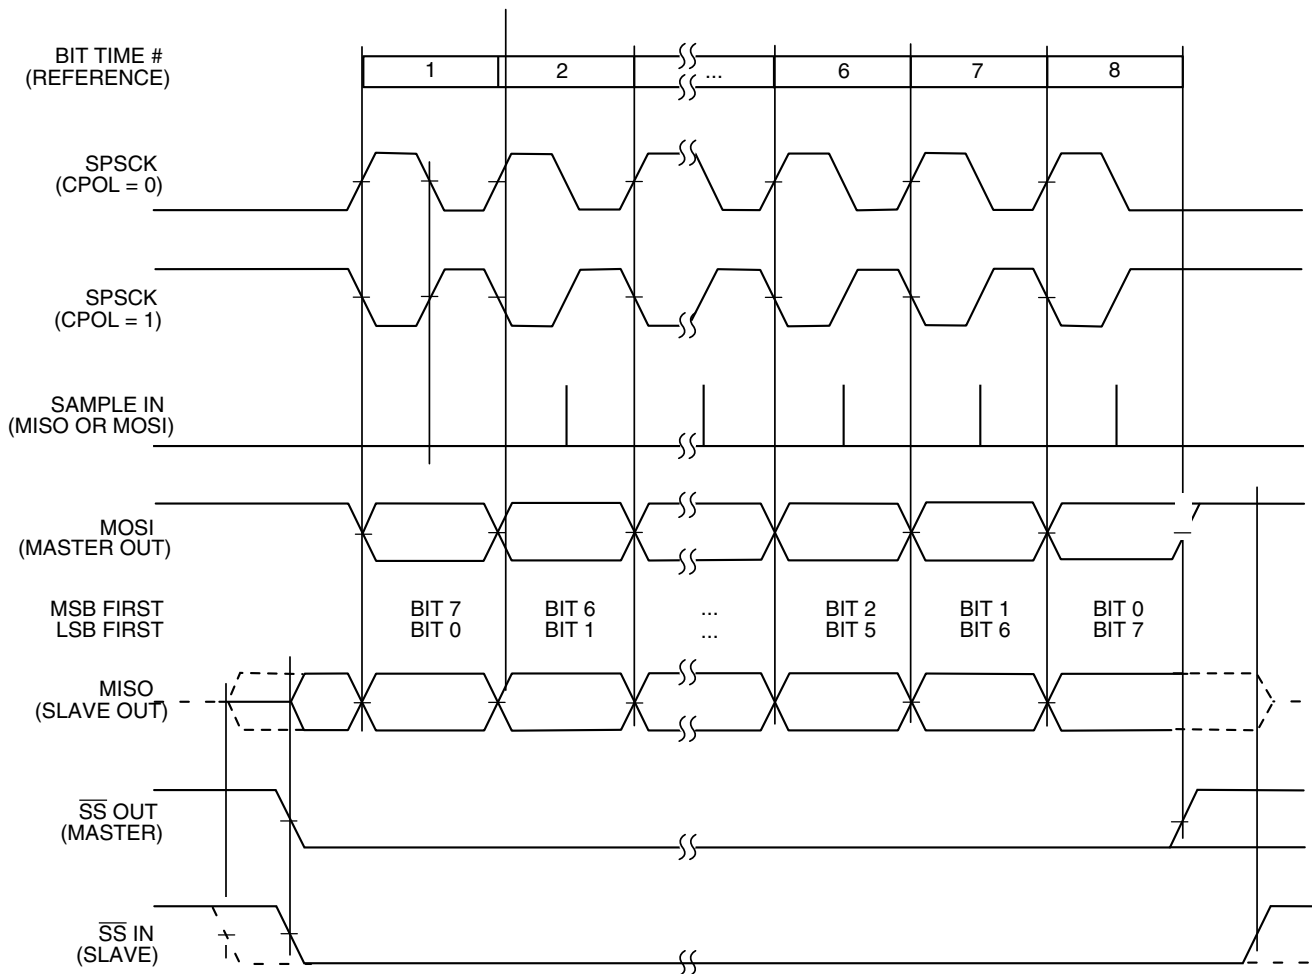 BIT TIME #
(REFERENCE)
1 2 ... 6 7 8
SPSCK
(CPOL = 0)
SPSCK
(CPOL = 1)
SAMPLE IN
(MISO OR MOSI)
MOSI
(MASTER OUT)
MSB FIRST BIT 7 BIT 6 ... BIT 2 BIT 1 BIT 0
LSB FIRST BIT 0 BIT 1 ... BIT 5 BIT 6 BIT 7
MISO
(SLAVE OUT)
S̅S̅ OUT
(MASTER)
S̅S̅ IN
(SLAVE)